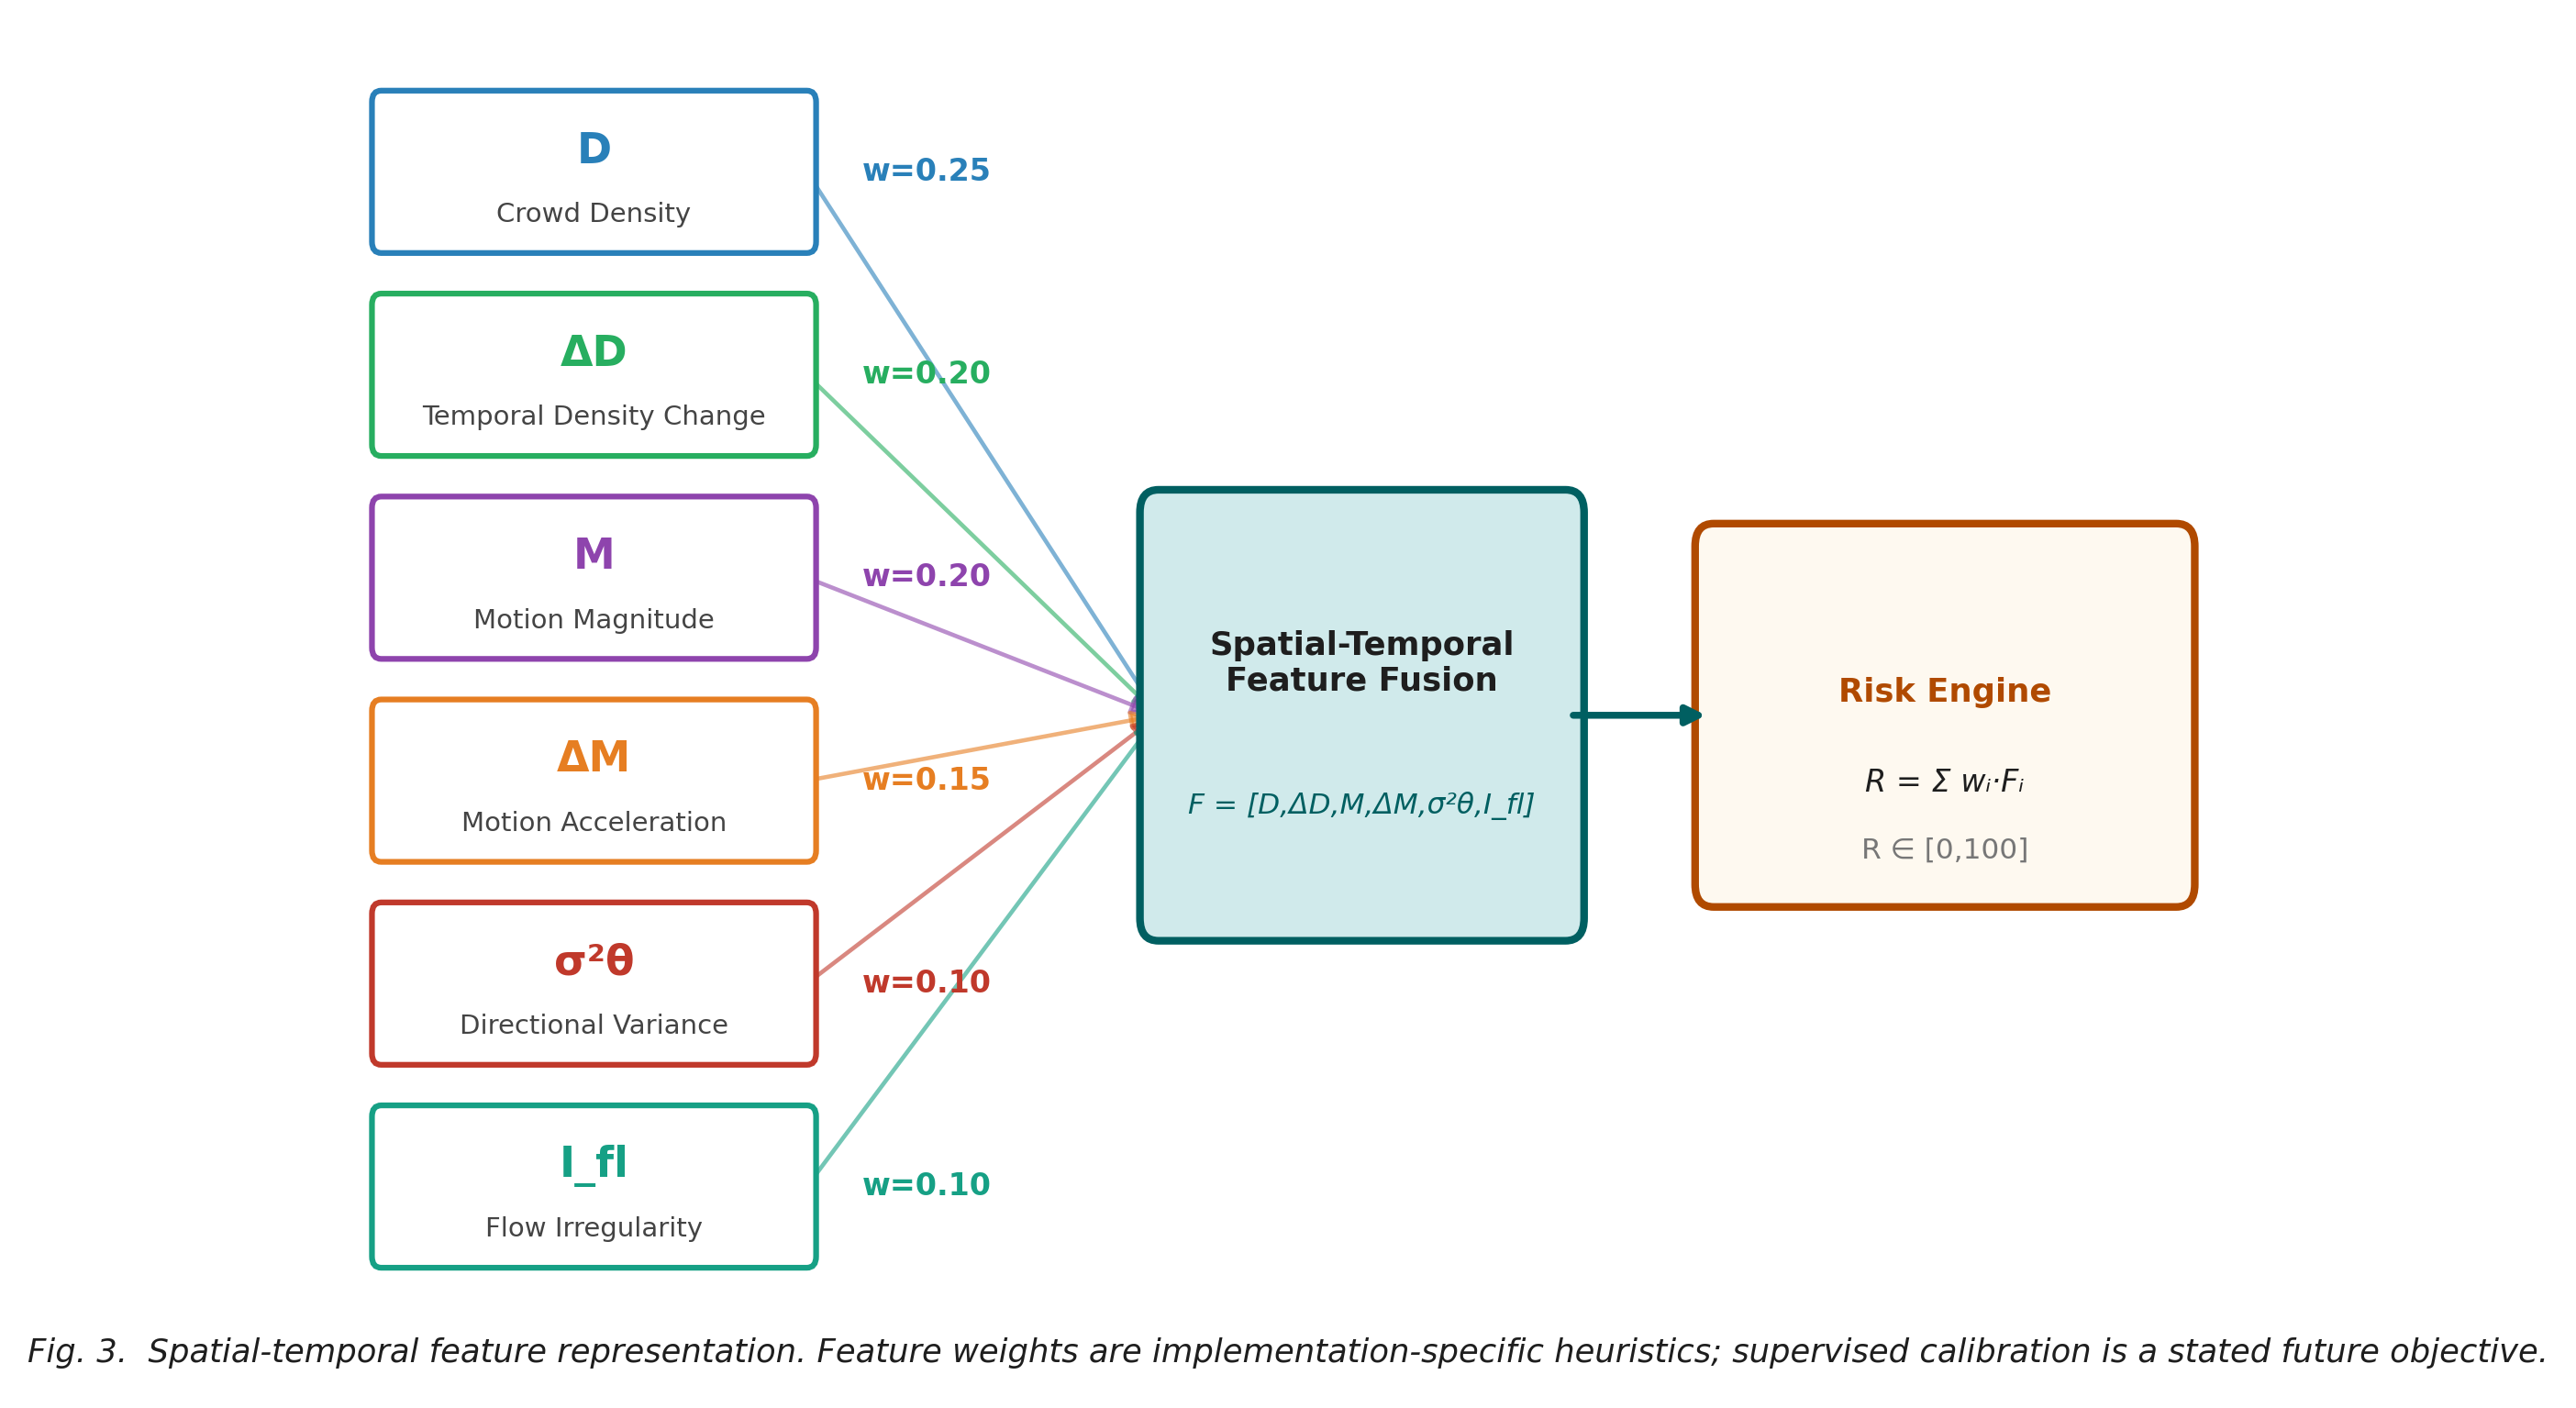 D
Crowd Density
w=0.25
ΔD
Temporal Density Change
w=0.20
M
Motion Magnitude
w=0.20
ΔM
Motion Acceleration
w=0.15
σ²θ
Directional Variance
w=0.10
I_fl
Flow Irregularity
w=0.10
Spatial-Temporal
Feature Fusion
F = [D,ΔD,M,ΔM,σ²θ,I_fl]
Risk Engine
R = Σ wᵢ·Fᵢ
R ∈ [0,100]
Fig. 3.  Spatial-temporal feature representation. Feature weights are implementation-specific heuristics; supervised calibration is a stated future objective.